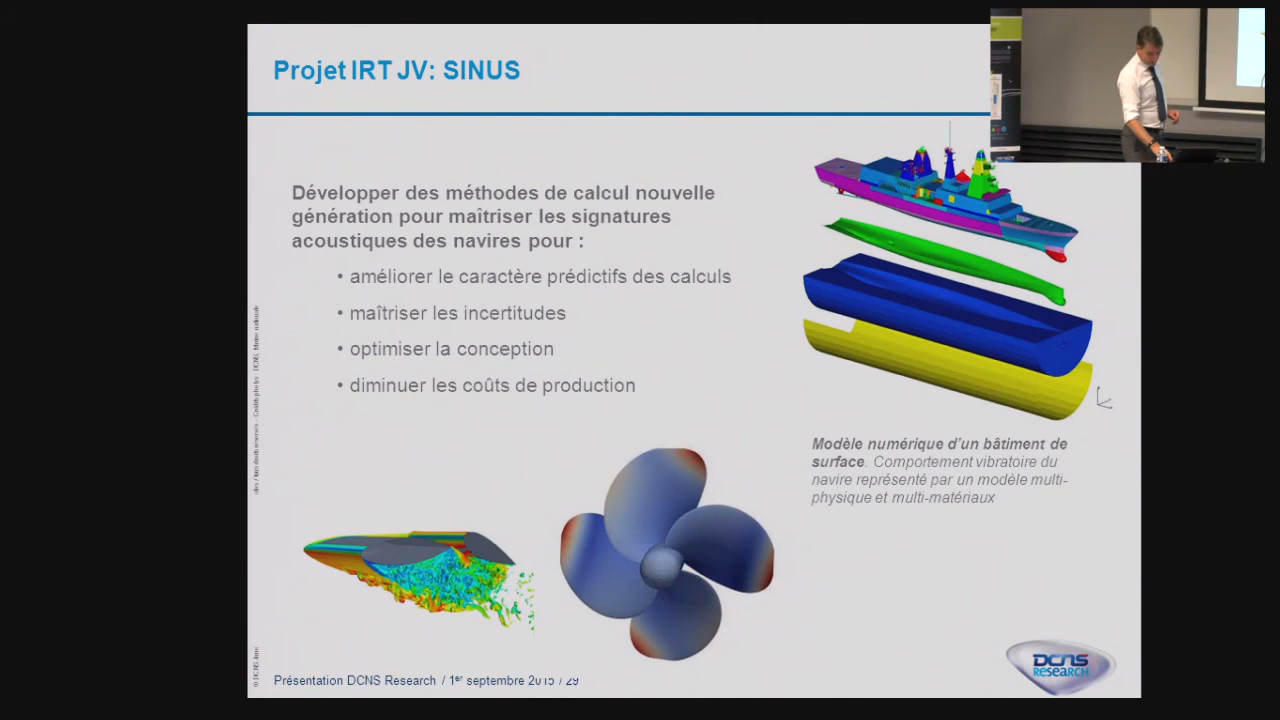 Projet IRT JV: SINUS
Développer des méthodes de calcul nouvelle
génération pour maîtriser les signatures
acoustiques des navires pour :
• améliorer le caractère prédictifs des calculs
• maîtriser les incertitudes
• optimiser la conception
• diminuer les coûts de production
Modèle numérique d'un bâtiment de
surface. Comportement vibratoire du
navire représenté par un modèle multi-
physique et multi-matériaux
Présentation DCNS Research / 1er septembre 2015 / 29
DCNS
RESEARCH